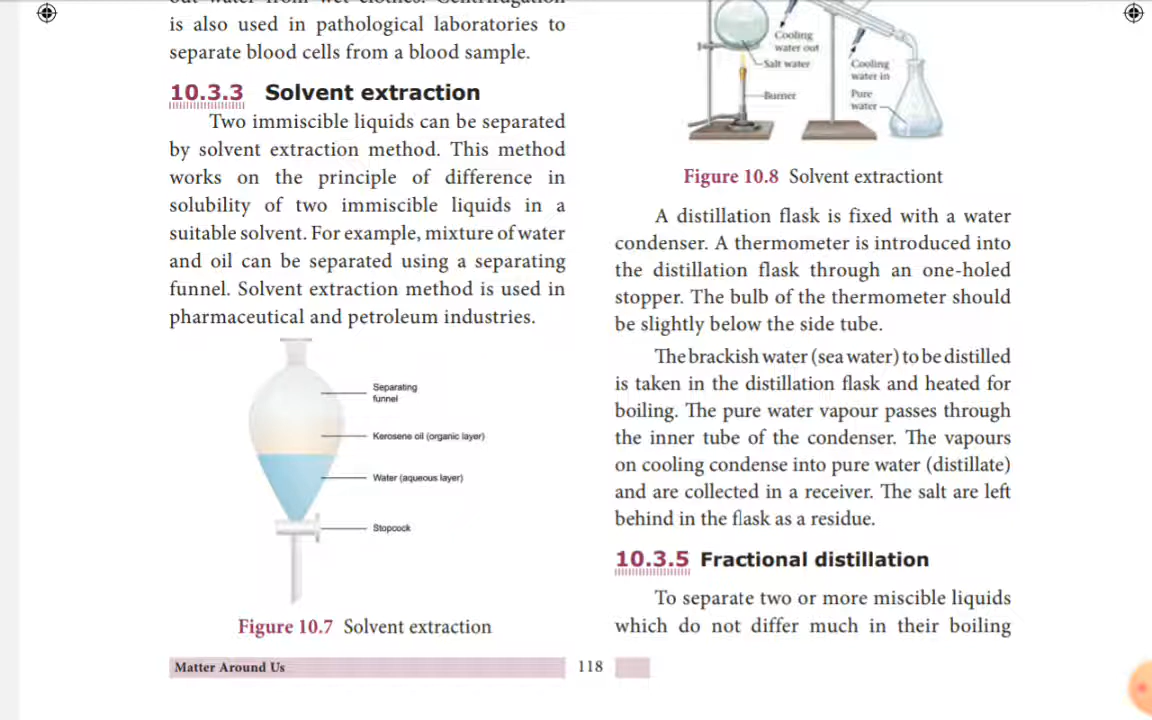 out water from wet clothes. Centrifugation
is also used in pathological laboratories to
separate blood cells from a blood sample.
10.3.3 Solvent extraction
Two immiscible liquids can be separated
by solvent extraction method. This method
works on the principle of difference in
solubility of two immiscible liquids in a
suitable solvent. For example, mixture of water
and oil can be separated using a separating
funnel. Solvent extraction method is used in
pharmaceutical and petroleum industries.
Separating
funnel
Kerosene oil (organic layer)
Water (aqueous layer)
Stopcock
Figure 10.7 Solvent extraction
Cooling
water out
Salt water
Burner
Cooling
water in
Pure
water
Figure 10.8 Solvent extractiont
A distillation flask is fixed with a water
condenser. A thermometer is introduced into
the distillation flask through an one-holed
stopper. The bulb of the thermometer should
be slightly below the side tube.
The brackish water (sea water) to be distilled
is taken in the distillation flask and heated for
boiling. The pure water vapour passes through
the inner tube of the condenser. The vapours
on cooling condense into pure water (distillate)
and are collected in a receiver. The salt are left
behind in the flask as a residue.
10.3.5 Fractional distillation
To separate two or more miscible liquids
which do not differ much in their boiling
Matter Around Us
118